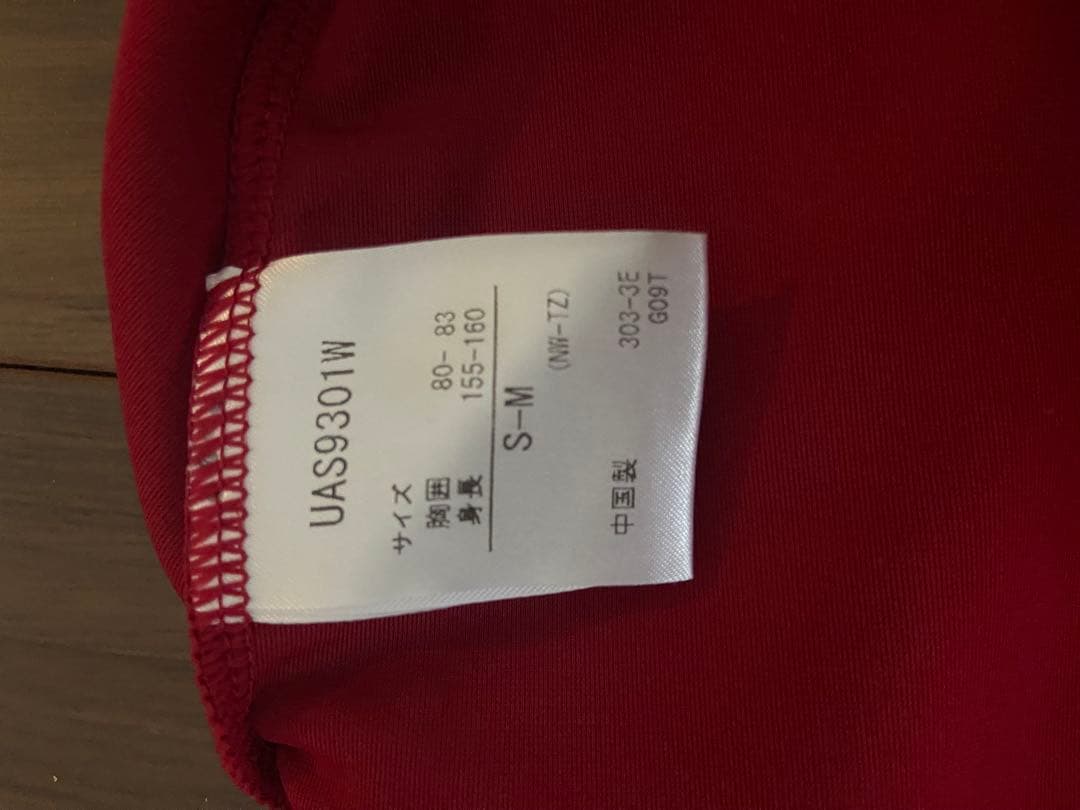 UAS9301W
サイズ
胸囲 80- 83
身長 155-160
S-M
(NW-TZ)
中国製 303-3E
G09T